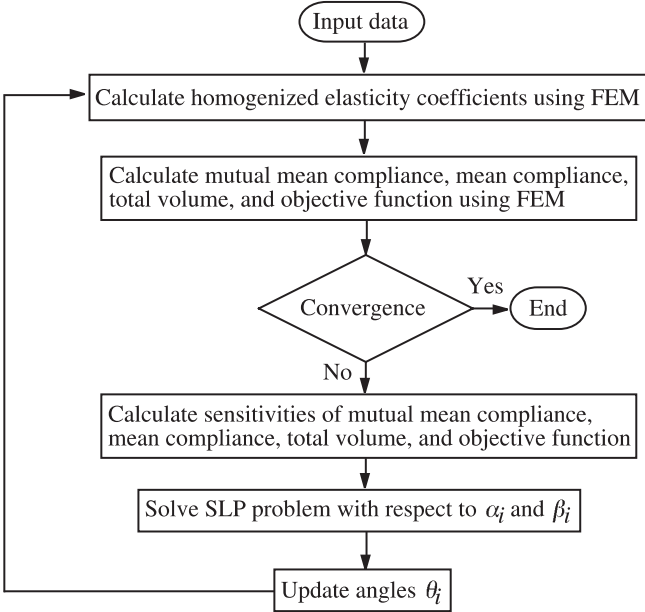 Input data
Calculate homogenized elasticity coefficients using FEM
Calculate mutual mean compliance, mean compliance,
total volume, and objective function using FEM
Convergence
Yes
End
No
Calculate sensitivities of mutual mean compliance,
mean compliance, total volume, and objective function
Solve SLP problem with respect to αi and βi
Update angles θi